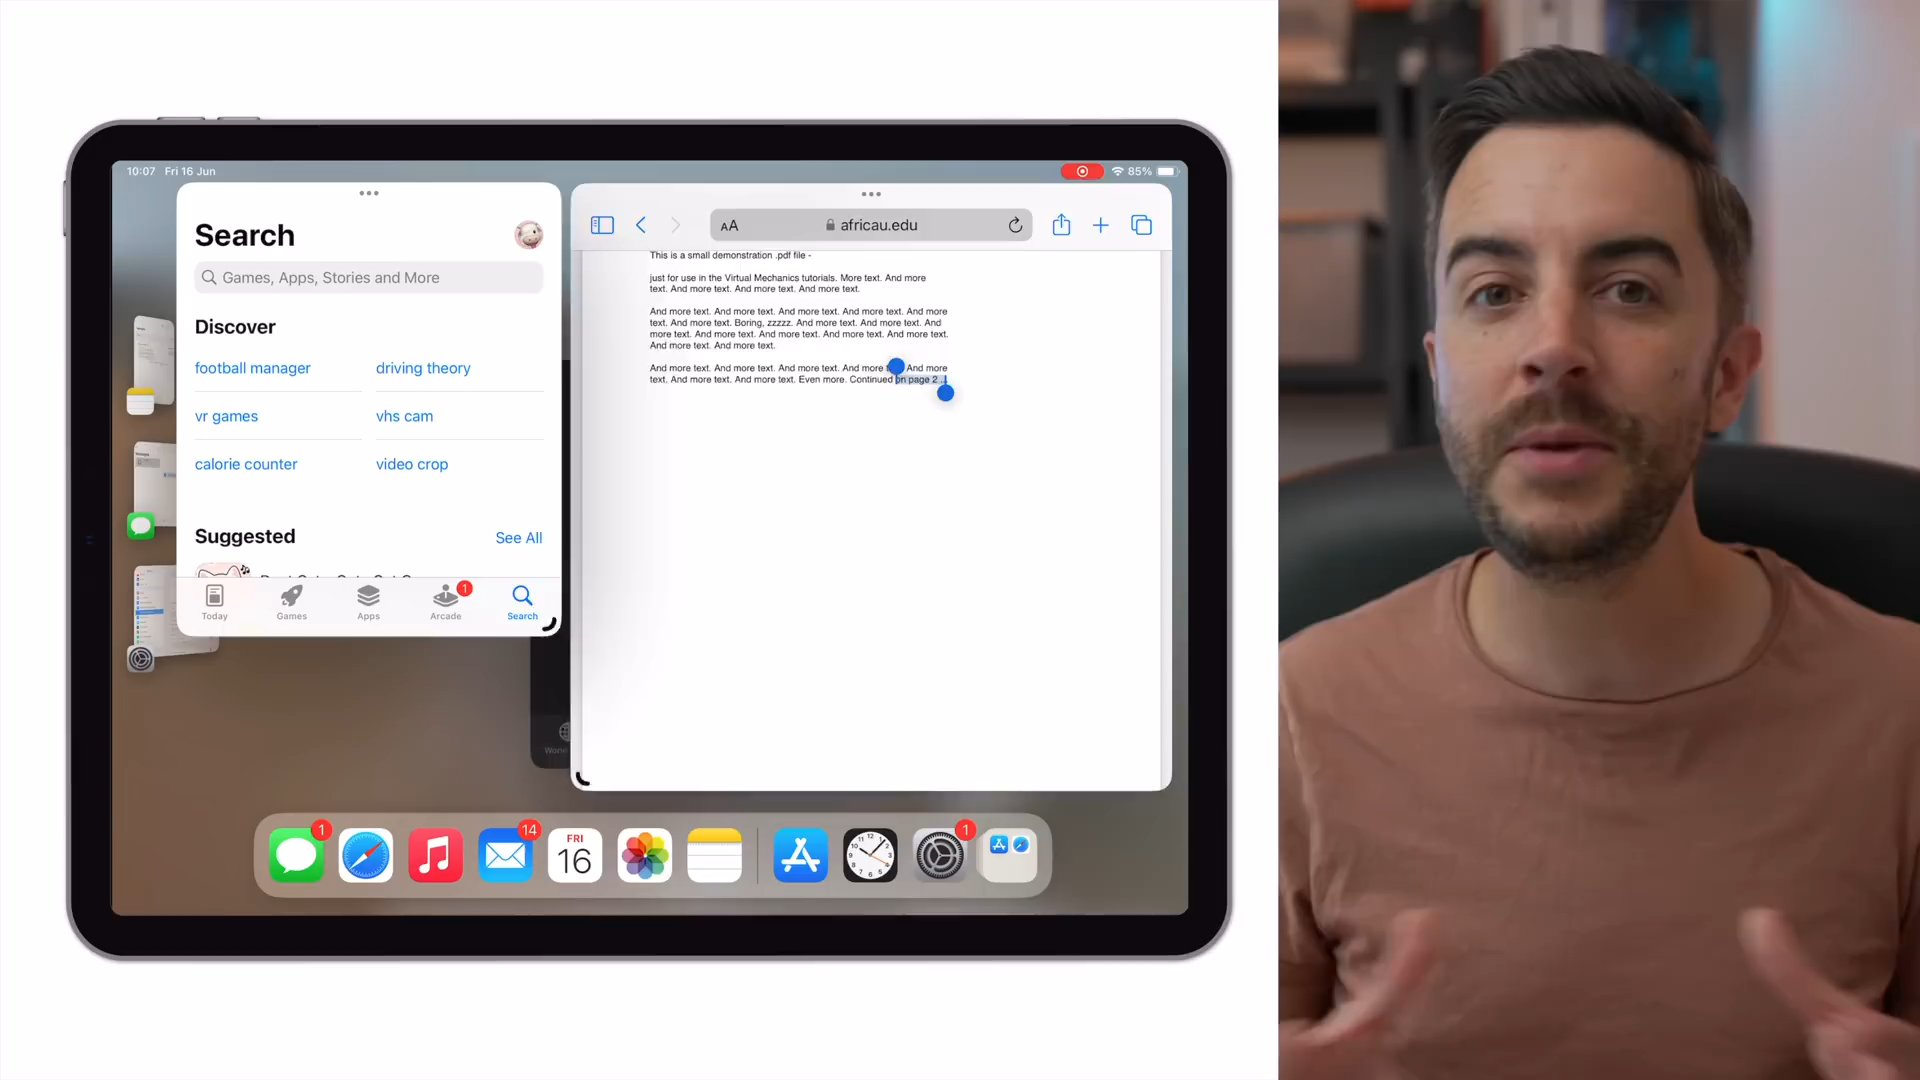 10:07 Fri 16 Jun
85%
Search
Games, Apps, Stories and More
Discover
football manager
driving theory
vr games
vhs cam
calorie counter
video crop
Suggested
See All
Today
Games
Apps
Arcade
1
Search
AA
africau.edu
This is a small demonstration .pdf file -
just for use in the Virtual Mechanics tutorials. More text. And more
text. And more text. And more text. And more text.
And more text. And more text. And more text. And more text. And more
text. And more text. Boring, zzzzz. And more text. And more text. And
more text. And more text. And more text. And more text. And more text.
And more text. And more text.
And more text. And more text. And more text. And more And more
text. And more text. And more text. Even more. Continued on page 2 ...
1
14
FRI
16
1